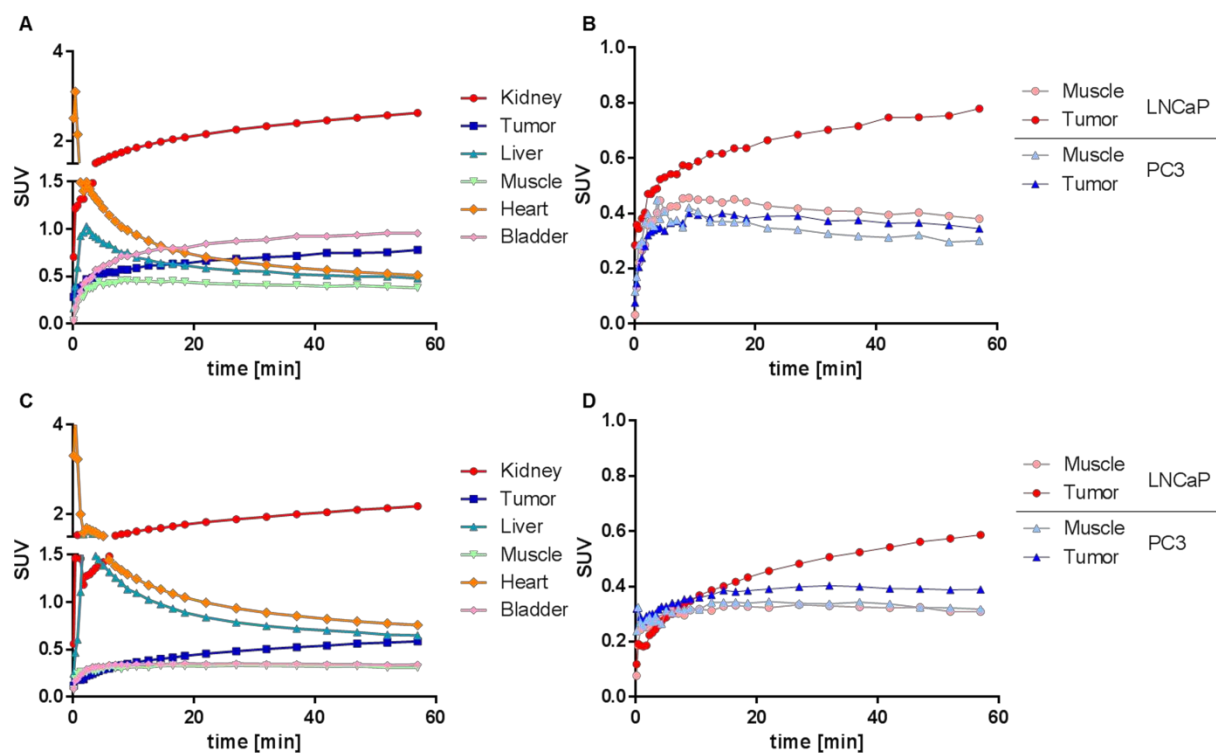 A
4
2
1.5
1.0
0.5
0.0
SUV
0 20 40 60
time [min]
Kidney
Tumor
Liver
Muscle
Heart
Bladder
B
1.0
0.8
0.6
0.4
0.2
0.0
SUV
0 20 40 60
time [min]
Muscle
Tumor
LNCaP
Muscle
Tumor
PC3
C
4
2
1.5
1.0
0.5
0.0
SUV
0 20 40 60
time [min]
Kidney
Tumor
Liver
Muscle
Heart
Bladder
D
1.0
0.8
0.6
0.4
0.2
0.0
SUV
0 20 40 60
time [min]
Muscle
Tumor
LNCaP
Muscle
Tumor
PC3